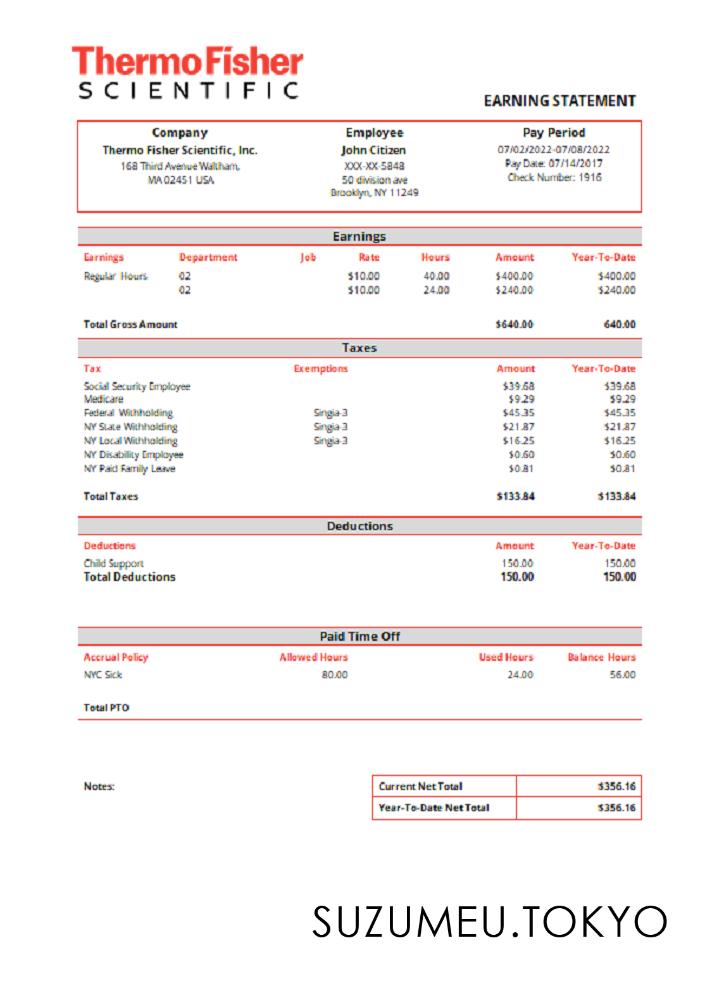 ThermoFisher
SCIENTIFIC
EARNING STATEMENT
Company Employee Pay Period
Thermo Fisher Scientific, Inc. John Citizen 07/02/2022-07/08/2022
168 Third Avenue Waltham, XXX-XX-5848 Pay Date: 07/14/2017
MA 02451 USA 50 division ave Check Number: 1916
Brooklyn, NY 11249
Earnings
Earnings Department Job Rate Hours Amount Year-To-Date
Regular Hours 02 $10.00 40.00 $400.00 $400.00
02 $10.00 24.00 $240.00 $240.00
Total Gross Amount $640.00 640.00
Taxes
Tax Exemptions Amount Year-To-Date
Social Security Employee $39.68 $39.68
Medicare $9.29 $9.29
Federal Withholding Singia-3 $45.35 $45.35
NY State Withholding Singia-3 $21.87 $21.87
NY Local Withholding Singia-3 $16.25 $16.25
NY Disability Employee $0.60 $0.60
NY Paid Family Leave $0.81 $0.81
Total Taxes $133.84 $133.84
Deductions
Deductions Amount Year-To-Date
Child Support 150.00 150.00
Total Deductions 150.00 150.00
Paid Time Off
Accrual Policy Allowed Hours Used Hours Balance Hours
NYC Sick 80.00 24.00 56.00
Total PTO
Notes: Current Net Total $356.16
Year-To-Date Net Total $356.16
SUZUMEU.TOKYO